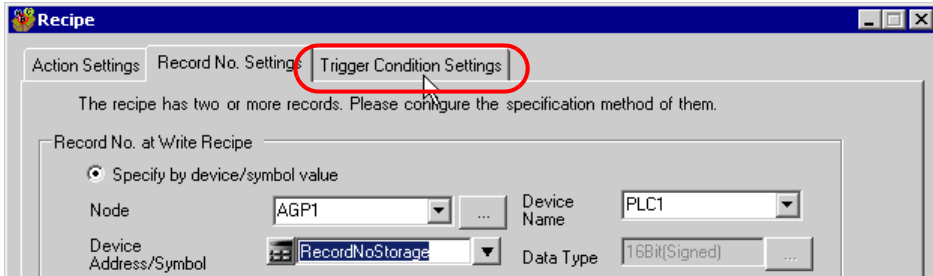 Recipe
Action Settings Record No. Settings Trigger Condition Settings
The recipe has two or more records. Please configure the specification method of them.
Record No. at Write Recipe
Specify by device/symbol value
Node AGP1 ... Device Name PLC1
Device Address/Symbol RecordNoStorage Data Type 16Bit(Signed) ...